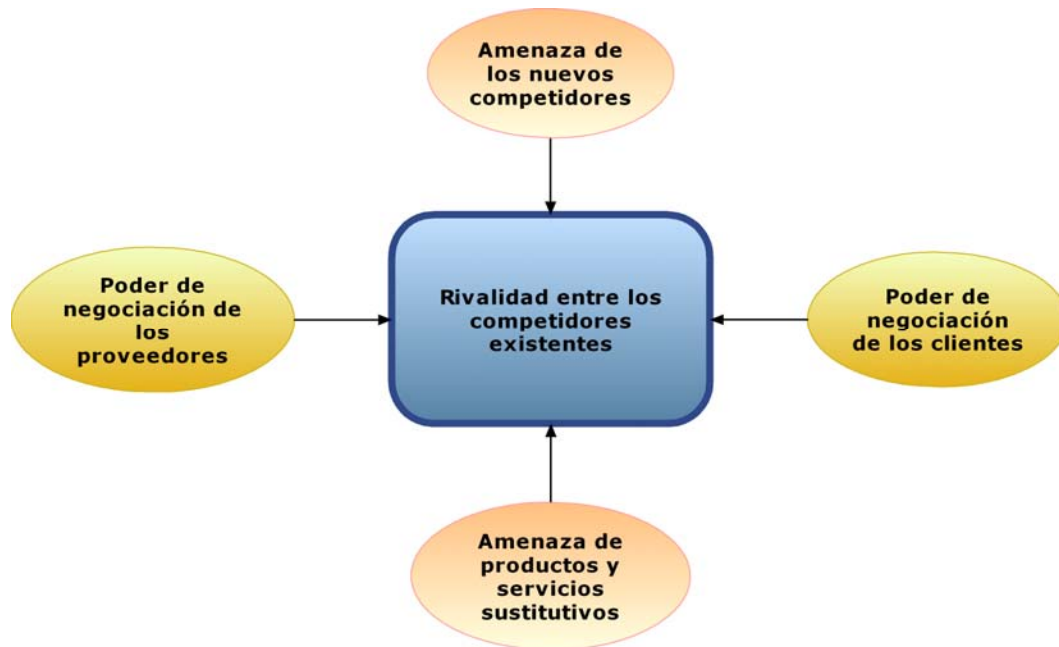 Amenaza de
los nuevos
competidores
Poder de
negociación de
los
proveedores
Rivalidad entre los
competidores
existentes
Poder de
negociación
de los clientes
Amenaza de
productos y
servicios
sustitutivos